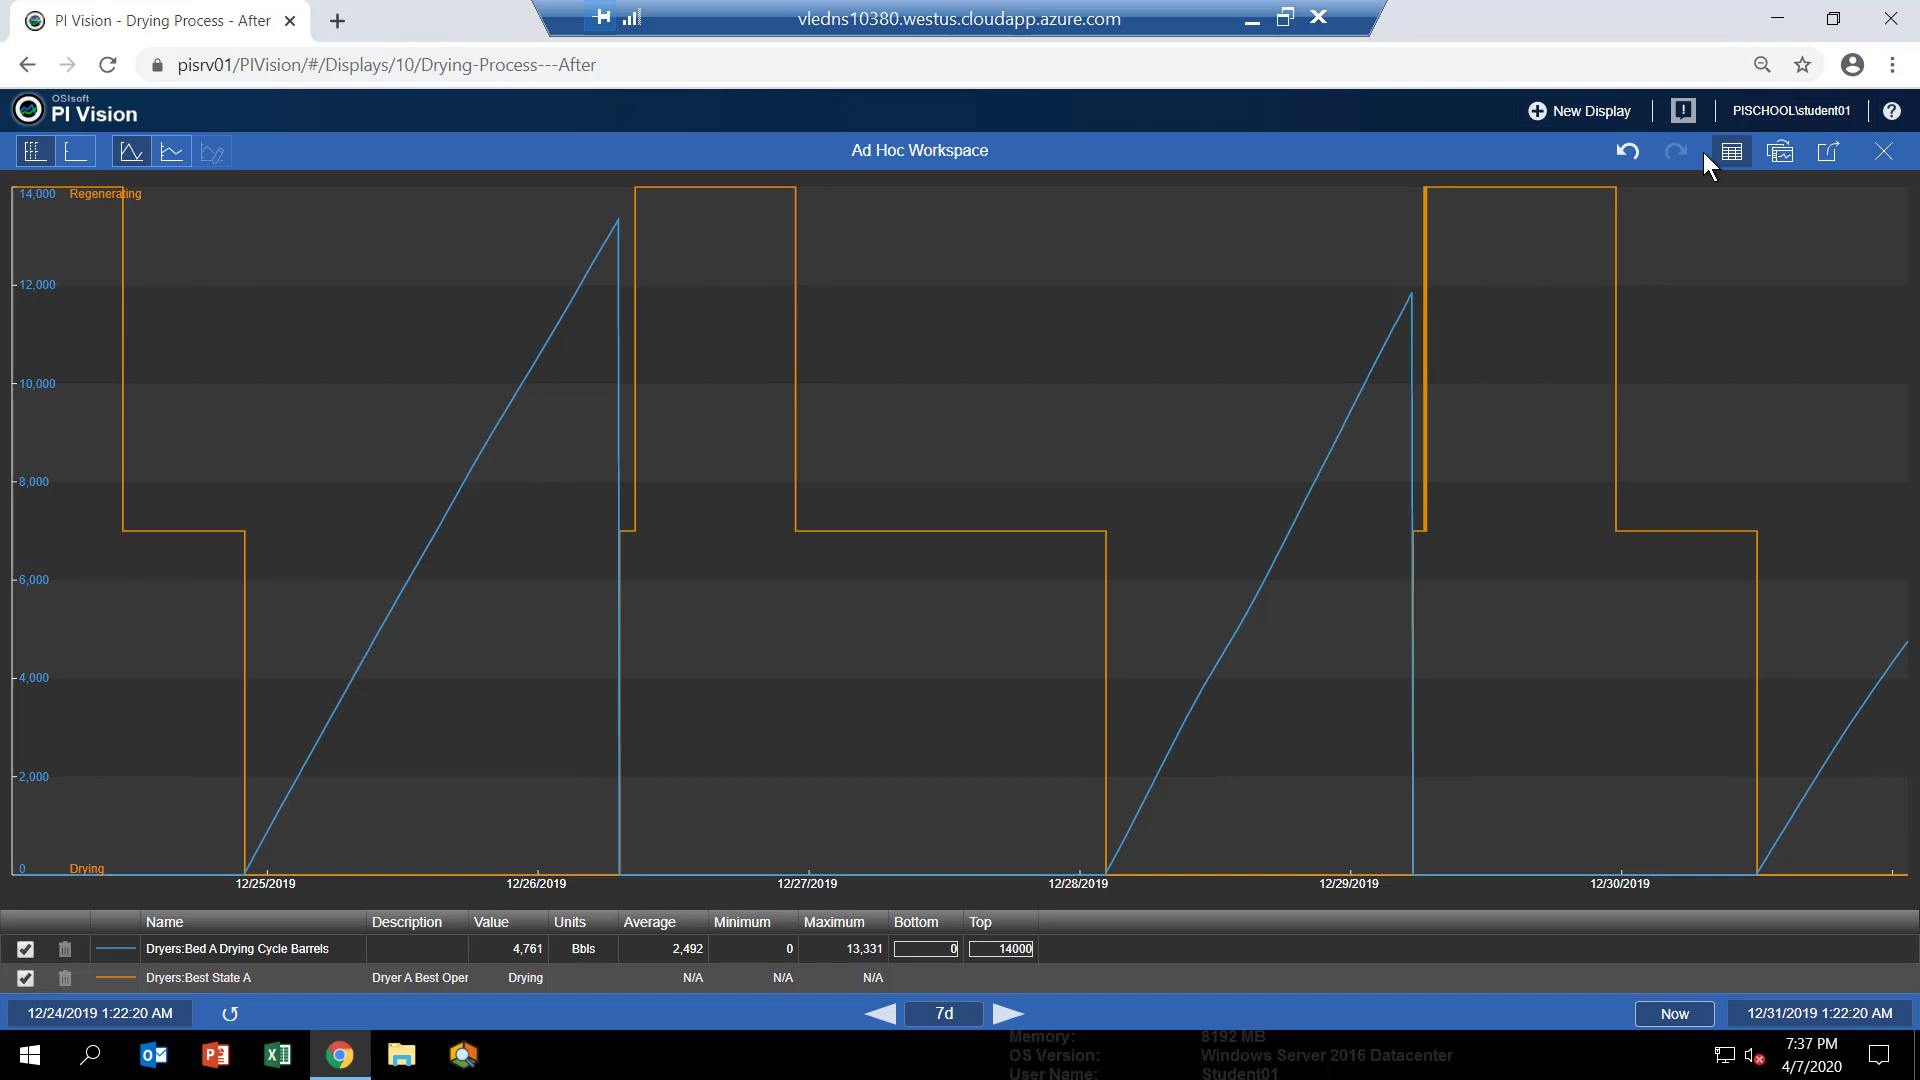 PI Vision - Drying Process - After
vledns10380.westus.cloudapp.azure.com
pisrv01/PIVision/#/Displays/10/Drying-Process---After
OSIsoft
PI Vision
New Display
PISCHOOL\student01
Ad Hoc Workspace
14,000
Regenerating
12,000
10,000
8,000
6,000
4,000
2,000
0
Drying
12/25/2019
12/26/2019
12/27/2019
12/28/2019
12/29/2019
12/30/2019
Name Description Value Units Average Minimum Maximum Bottom Top
Dryers:Bed A Drying Cycle Barrels 4,761 Bbls 2,492 0 13,331 0 14000
Dryers:Best State A Dryer A Best Oper Drying N/A N/A N/A
12/24/2019 1:22:20 AM
7d
Now
12/31/2019 1:22:20 AM
Memory: 8192 MB
OS Version: Windows Server 2016 Datacenter
User Name: Student01
7:37 PM
4/7/2020